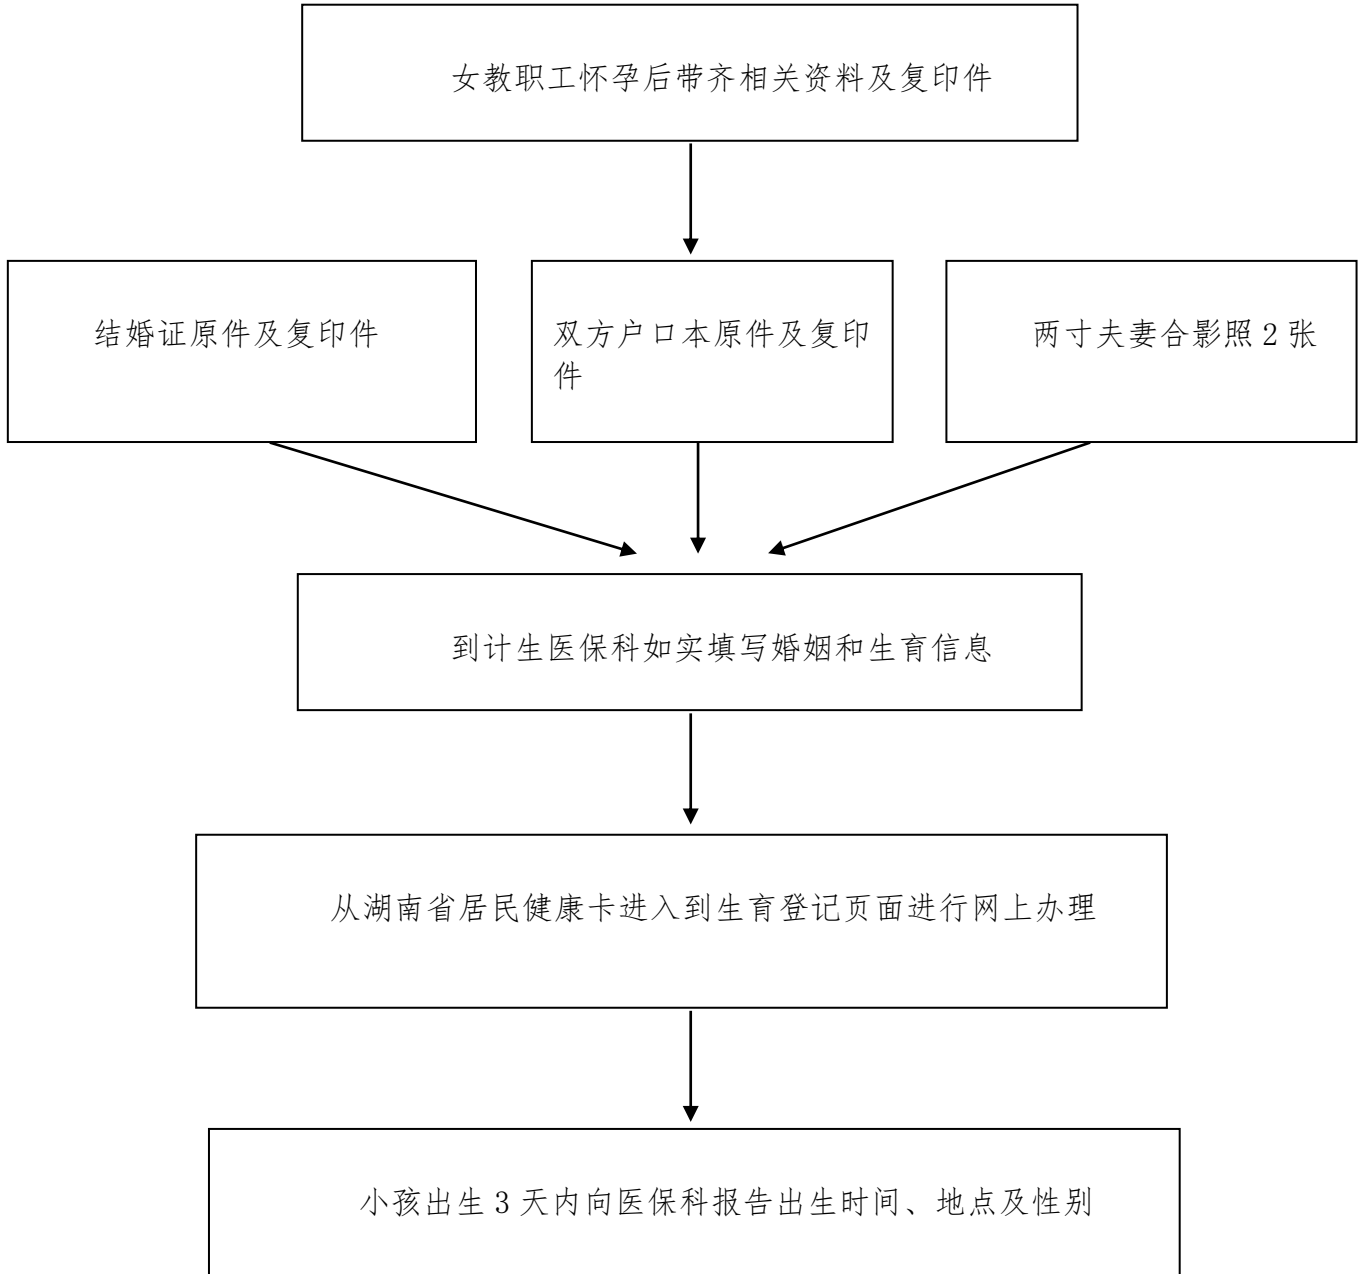 女教职工怀孕后带齐相关资料及复印件
结婚证原件及复印件
双方户口本原件及复印
件
两寸夫妻合影照2张
到计生医保科如实填写婚姻和生育信息
从湖南省居民健康卡进入到生育登记页面进行网上办理
小孩出生3天内向医保科报告出生时间、地点及性别